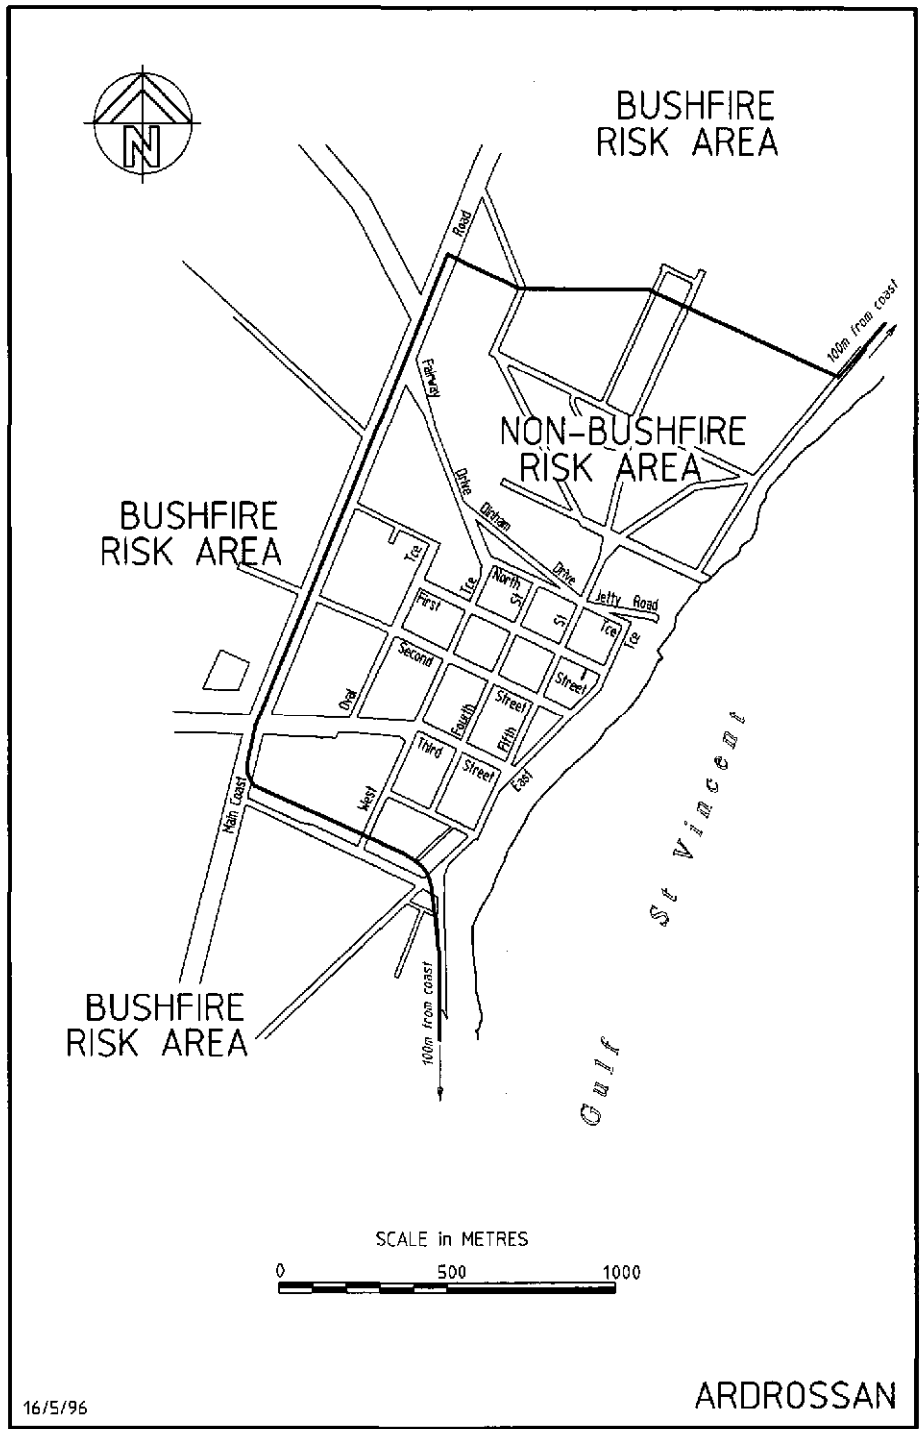 N
BUSHFIRE
RISK AREA
Road
100m from coast
Fairway
NON-BUSHFIRE
RISK AREA
Drive
Dinham
BUSHFIRE
RISK AREA
Tce
Drive
North
Tce
St
Jetty Road
First
St
Tce
Tce
Second
Street
Oval
Street
Fourth
Fifth
Third
Street
East
West
Main Coast
Gulf St Vincent
BUSHFIRE
RISK AREA
100m from coast
SCALE in METRES
0 500 1000
16/5/96
ARDROSSAN